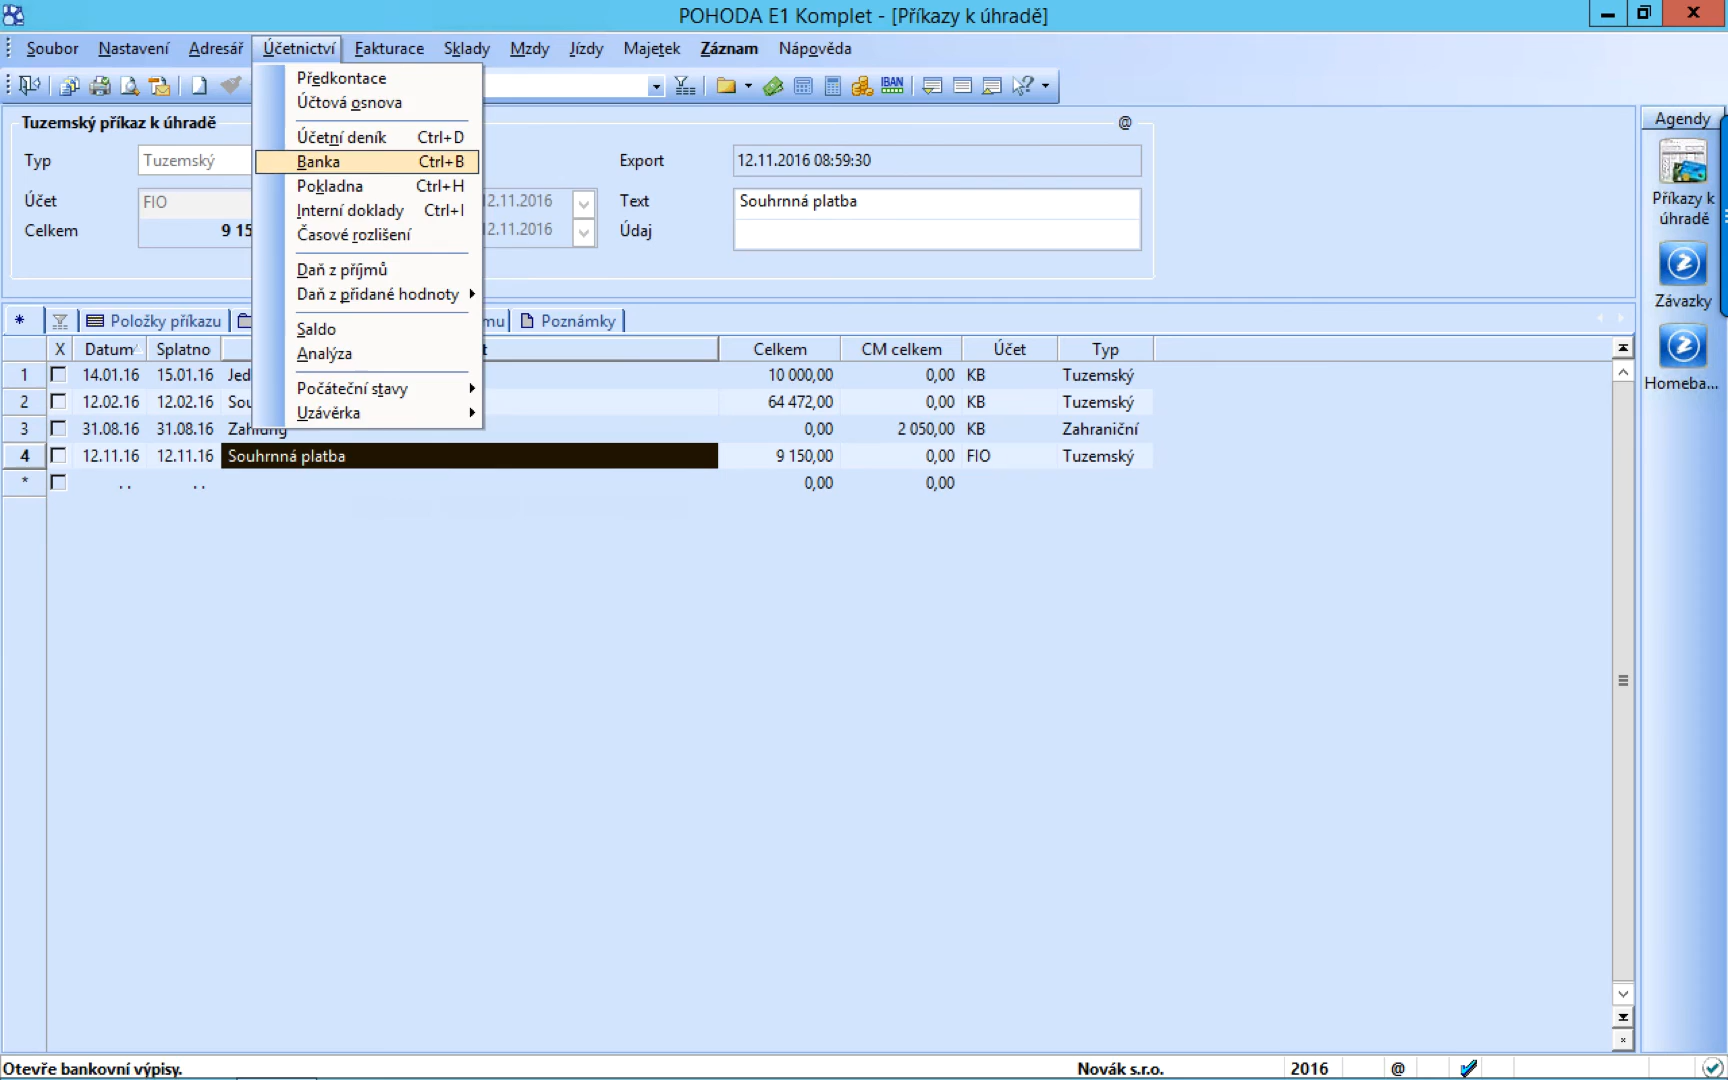 POHODA E1 Komplet - [Příkazy k úhradě]
Soubor Nastavení Adresář Účetnictví Fakturace Sklady Mzdy Jízdy Majetek Záznam Nápověda
IBAN
Předkontace
Účtová osnova
Účetní deník Ctrl+D
Banka Ctrl+B
Pokladna Ctrl+H
Interní doklady Ctrl+I
Časové rozlišení
Daň z příjmů
Daň z přidané hodnoty
Saldo
Analýza
Počáteční stavy
Uzávěrka
Tuzemský příkaz k úhradě @
Typ Tuzemský Export 12.11.2016 08:59:30
Účet FIO 12.11.2016 Text Souhrnná platba
Celkem 9 15 12.11.2016 Údaj
* Položky příkazu mu Poznámky
X Datum Splatno t Celkem CM celkem Účet Typ
1 14.01.16 15.01.16 Jed 10 000,00 0,00 KB Tuzemský
2 12.02.16 12.02.16 Sou 64 472,00 0,00 KB Tuzemský
3 31.08.16 31.08.16 Zahlung 0,00 2 050,00 KB Zahraniční
4 12.11.16 12.11.16 Souhrnná platba 9 150,00 0,00 FIO Tuzemský
* . . . . 0,00 0,00
Agendy
Příkazy k
úhradě
Závazky
Homeba...
Otevře bankovní výpisy. Novák s.r.o. 2016 @